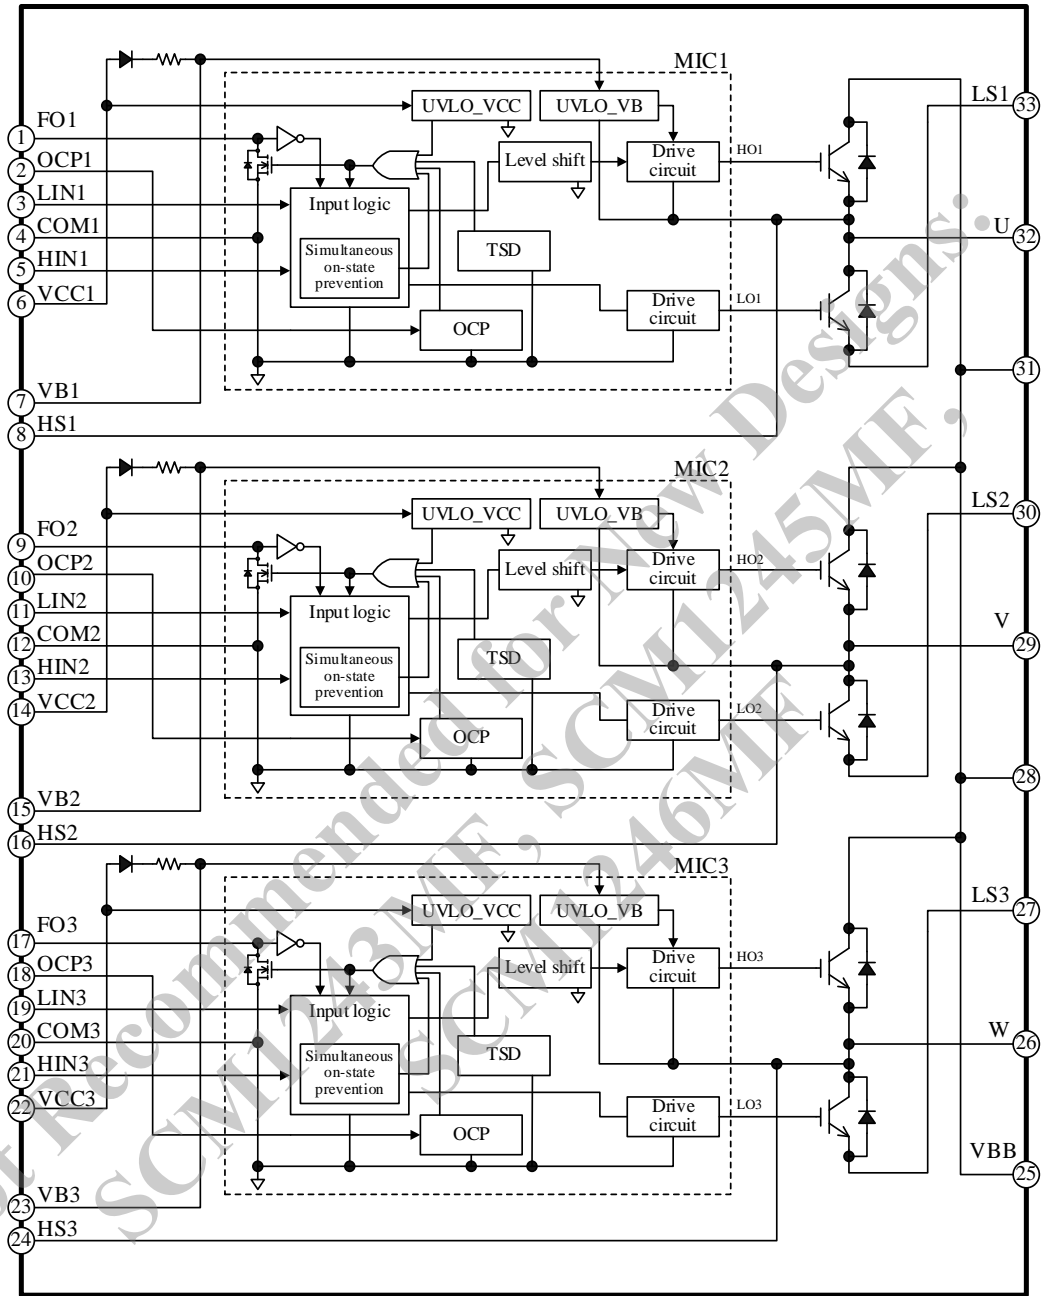 MIC1
FO1
1
OCP1
2
LIN1
3
COM1
4
HIN1
5
VCC1
6
VB1
7
HS1
8
UVLO_VCC
UVLO_VB
Level shift
Drive
circuit
HO1
Input logic
Simultaneous
on-state
prevention
TSD
OCP
Drive
circuit
LO1
LS1
33
U
32
31
MIC2
FO2
9
OCP2
10
LIN2
11
COM2
12
HIN2
13
VCC2
14
VB2
15
HS2
16
UVLO_VCC
UVLO_VB
Level shift
Drive
circuit
HO2
Input logic
Simultaneous
on-state
prevention
TSD
OCP
Drive
circuit
LO2
LS2
30
V
29
28
MIC3
FO3
17
OCP3
18
LIN3
19
COM3
20
HIN3
21
VCC3
22
VB3
23
HS3
24
UVLO_VCC
UVLO_VB
Level shift
Drive
circuit
HO3
Input logic
Simultaneous
on-state
prevention
TSD
OCP
Drive
circuit
LO3
LS3
27
W
26
VBB
25
Recommended for New Designs:
SCM1243MF, SCM1245MF,
SCM1246MF